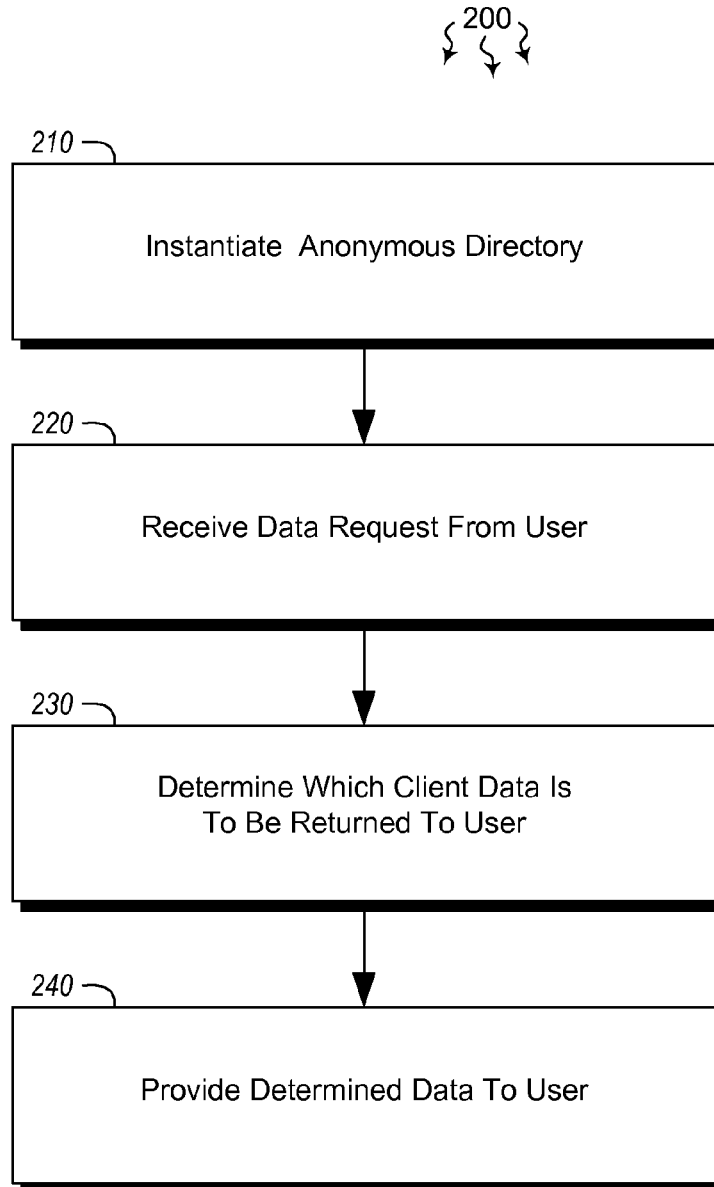 200
210
Instantiate Anonymous Directory
220
Receive Data Request From User
230
Determine Which Client Data Is
To Be Returned To User
240
Provide Determined Data To User